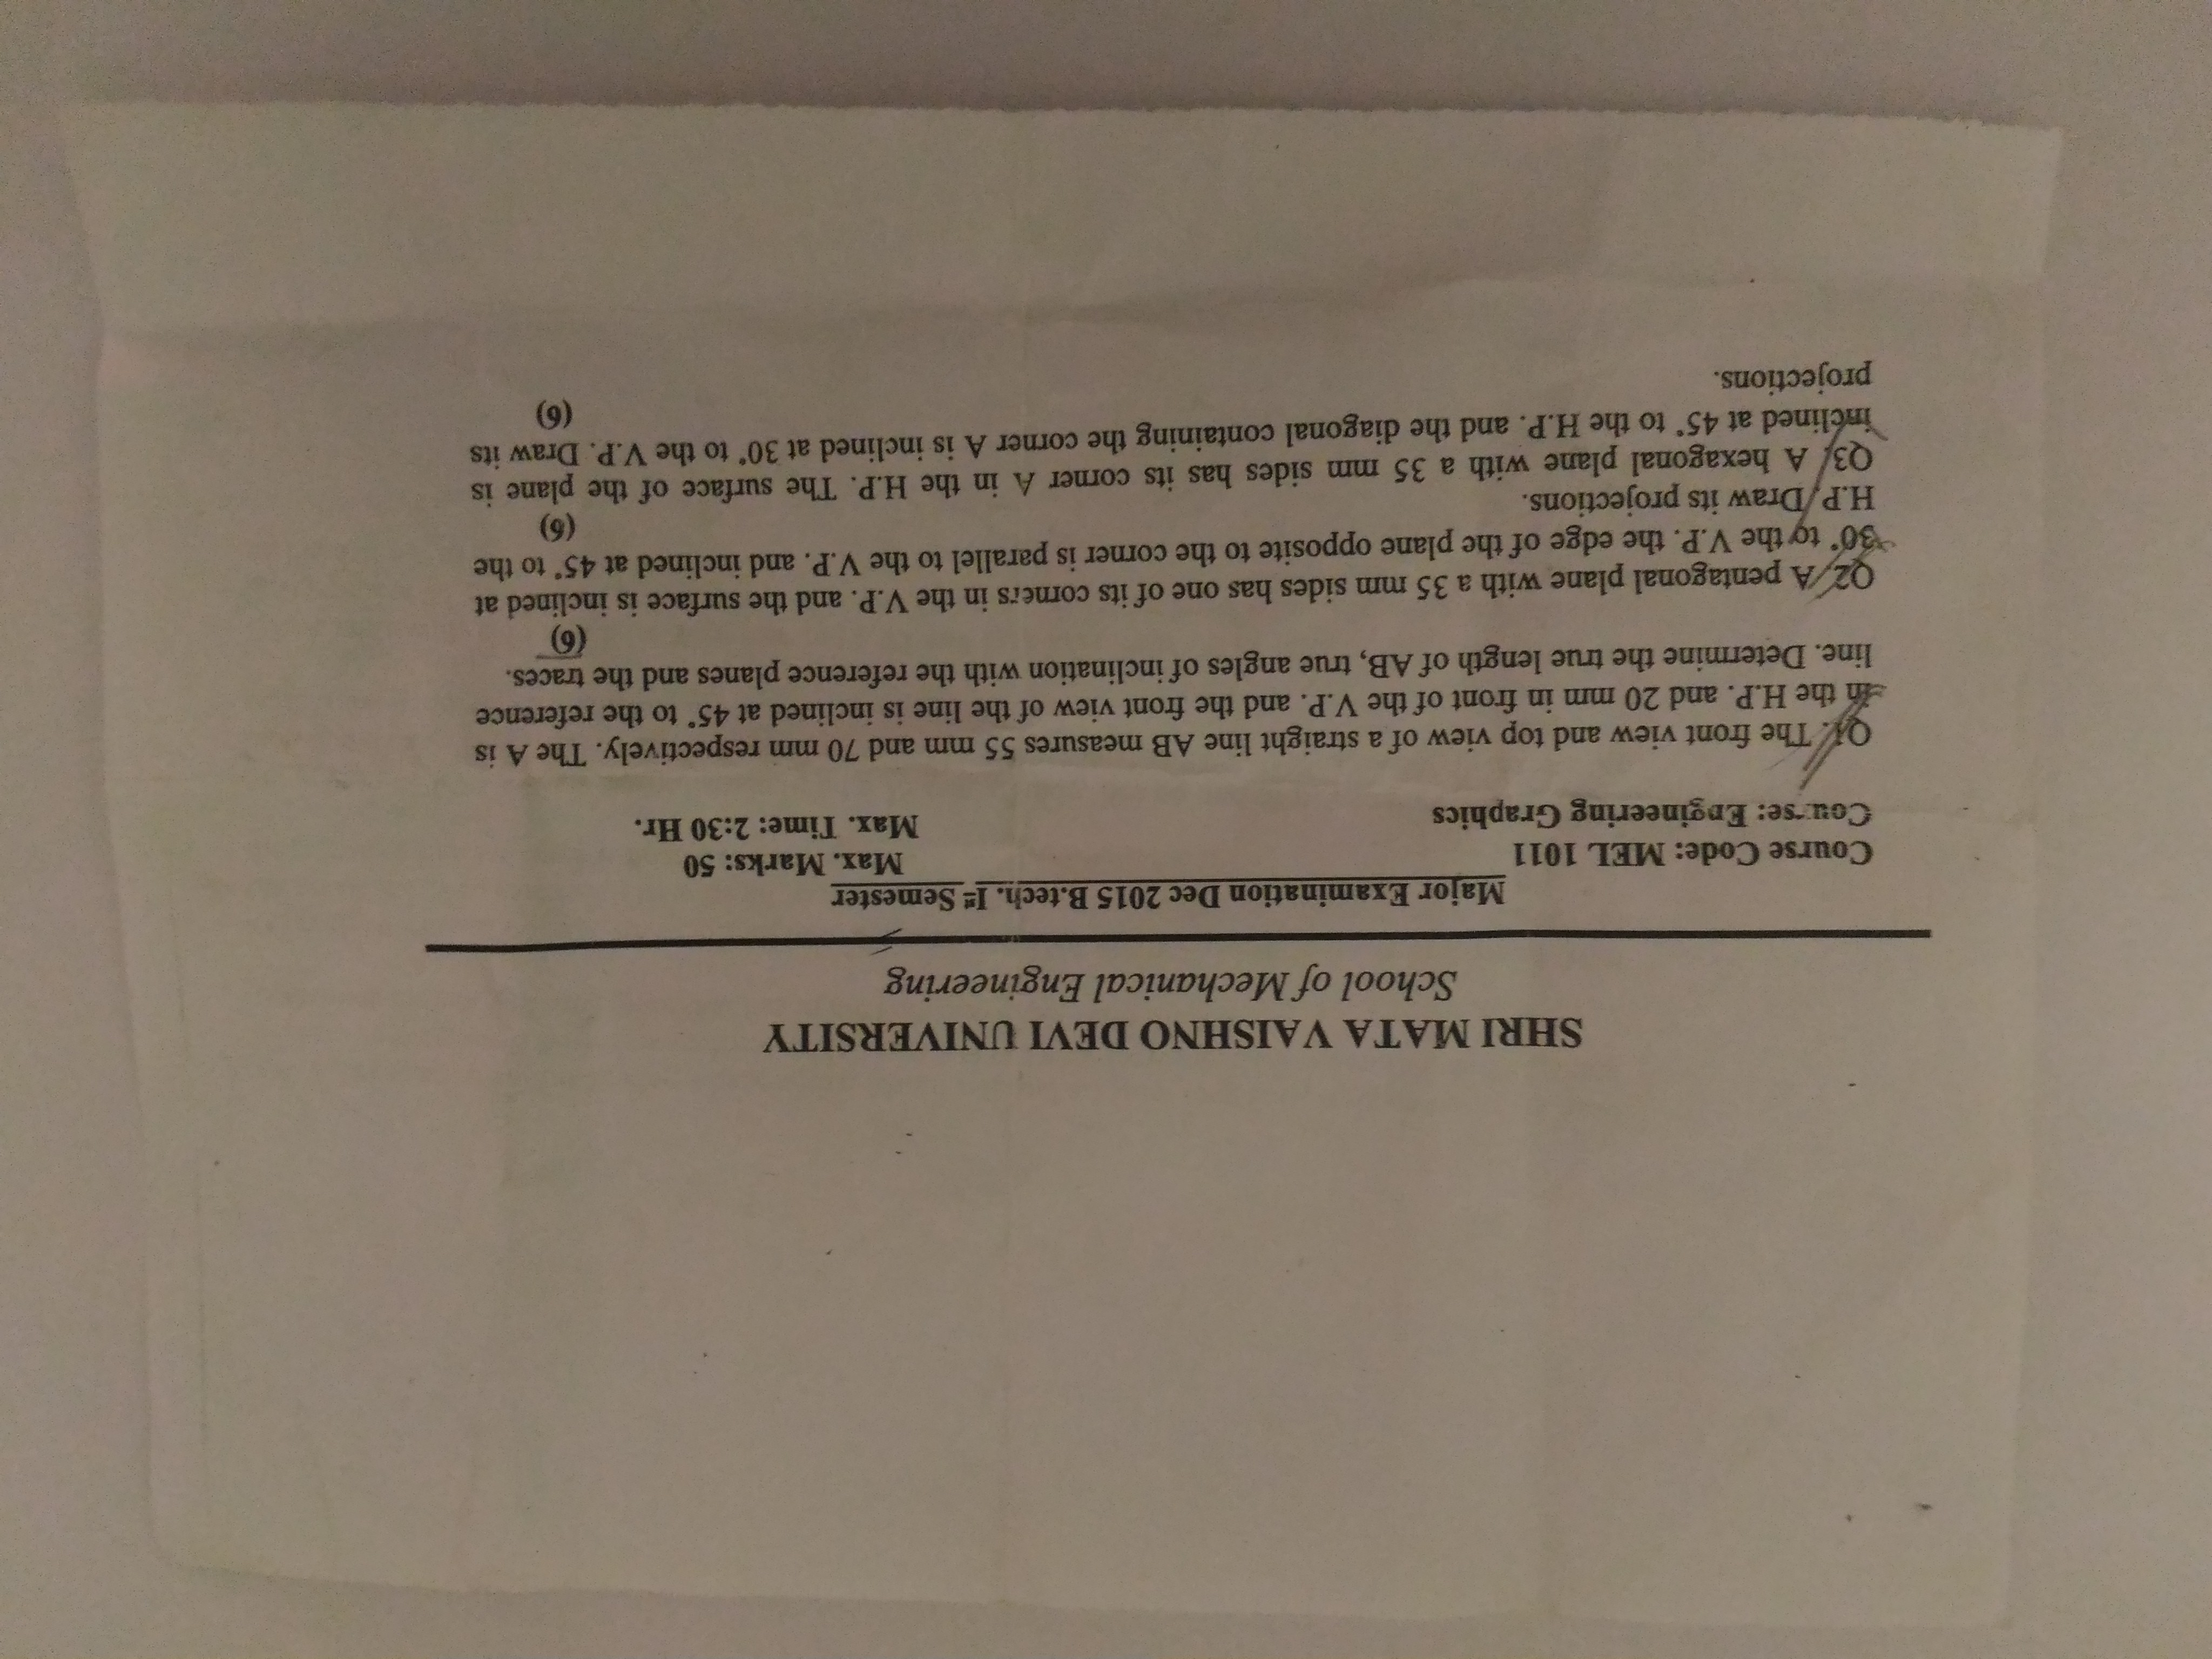 SHRI MATA VAISHNO DEVI UNIVERSITY
School of Mechanical Engineering
Major Examination Dec 2015 B.tech. Ist Semester
Course Code: MEL 1011 Max. Marks: 50
Course: Engineering Graphics Max. Time: 2:30 Hr.
Q1. The front view and top view of a straight line AB measures 55 mm and 70 mm respectively. The A is
in the H.P. and 20 mm in front of the V.P. and the front view of the line is inclined at 45° to the reference
line. Determine the true length of AB, true angles of inclination with the reference planes and the traces.
(6)
Q2. A pentagonal plane with a 35 mm sides has one of its corners in the V.P. and the surface is inclined at
30° to the V.P. the edge of the plane opposite to the corner is parallel to the V.P. and inclined at 45° to the
H.P. Draw its projections. (6)
Q3. A hexagonal plane with a 35 mm sides has its corner A in the H.P. The surface of the plane is
inclined at 45° to the H.P. and the diagonal containing the corner A is inclined at 30° to the V.P. Draw its
projections. (6)